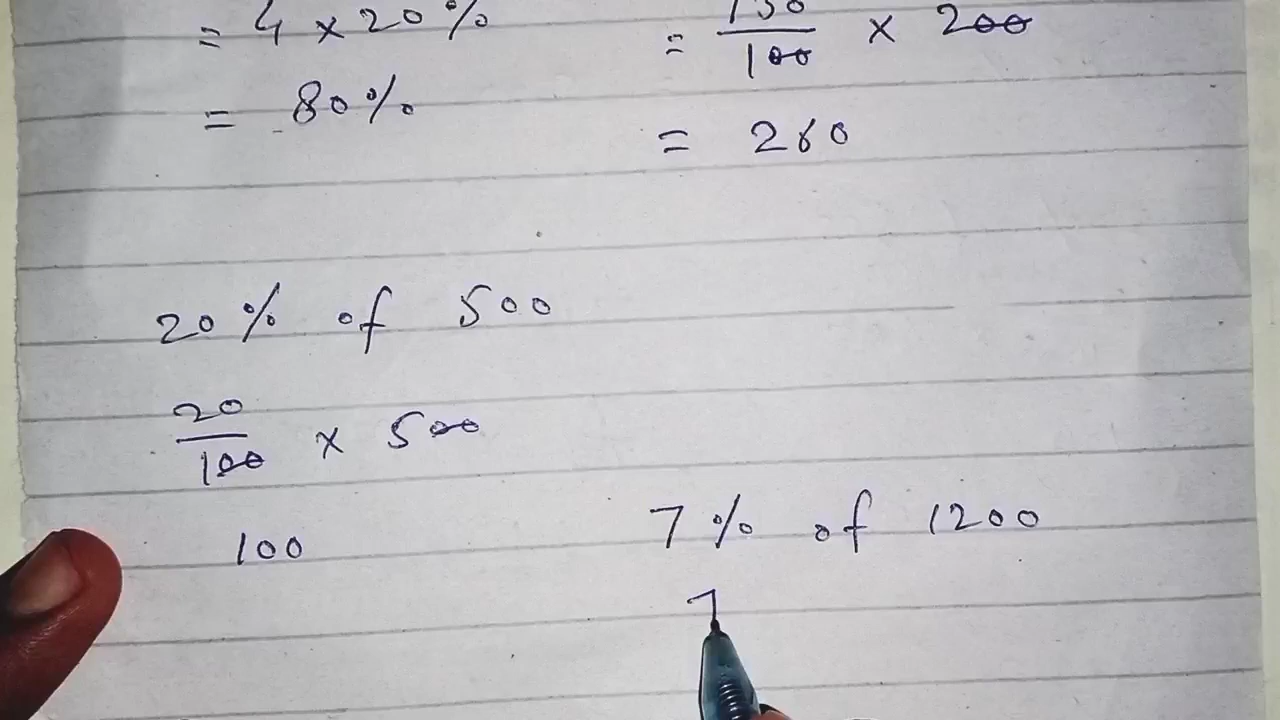 = 4 × 20%
= 80%
= 130/100 × 200
= 260
20% of 500
20/100 × 500
100
7% of 1200
7